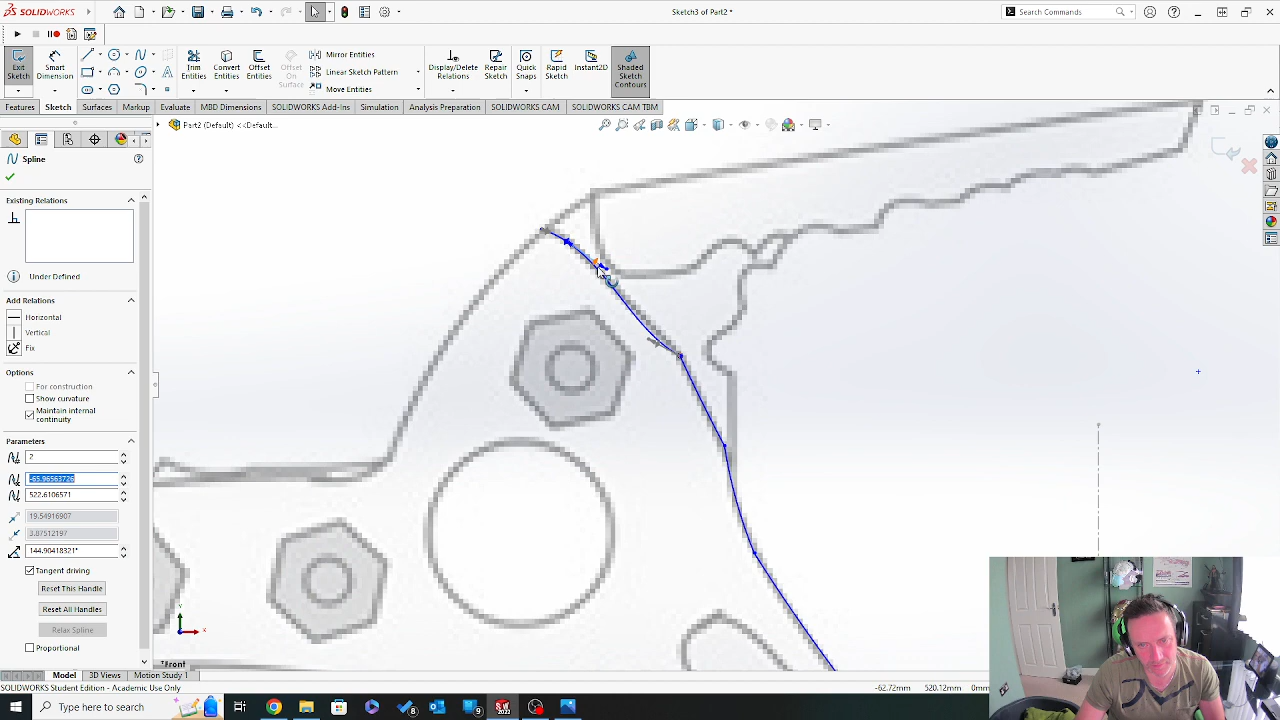 SOLIDWORKS
Sketch3 of Part2 *
Search Commands
Exit Sketch
Smart Dimension
Trim Entities
Convert Entities
Offset Entities
Offset On Surface
Mirror Entities
Linear Sketch Pattern
Move Entities
Display/Delete Relations
Repair Sketch
Quick Snaps
Rapid Sketch
Instant2D
Shaded Sketch Contours
Features Sketch Surfaces Markup Evaluate MBD Dimensions SOLIDWORKS Add-Ins Simulation Analysis Preparation SOLIDWORKS CAM SOLIDWORKS CAM TBM
Part2 (Default) <<Default...
Spline
Existing Relations
Under Defined
Add Relations
Horizontal
Vertical
Fix
Options
For construction
Show curvature
Maintain internal continuity
Parameters
2
-65.96563726
522.6106571
19.54916907
3.87512197
144.90418321°
Tangent driving
Reset This Handle
Reset All Handles
Relax Spline
Proportional
Y
X
*Front
Model 3D Views Motion Study 1
SOLIDWORKS Student Edition - Academic Use Only
-62.72mm 520.12mm 0mm
Type here to search